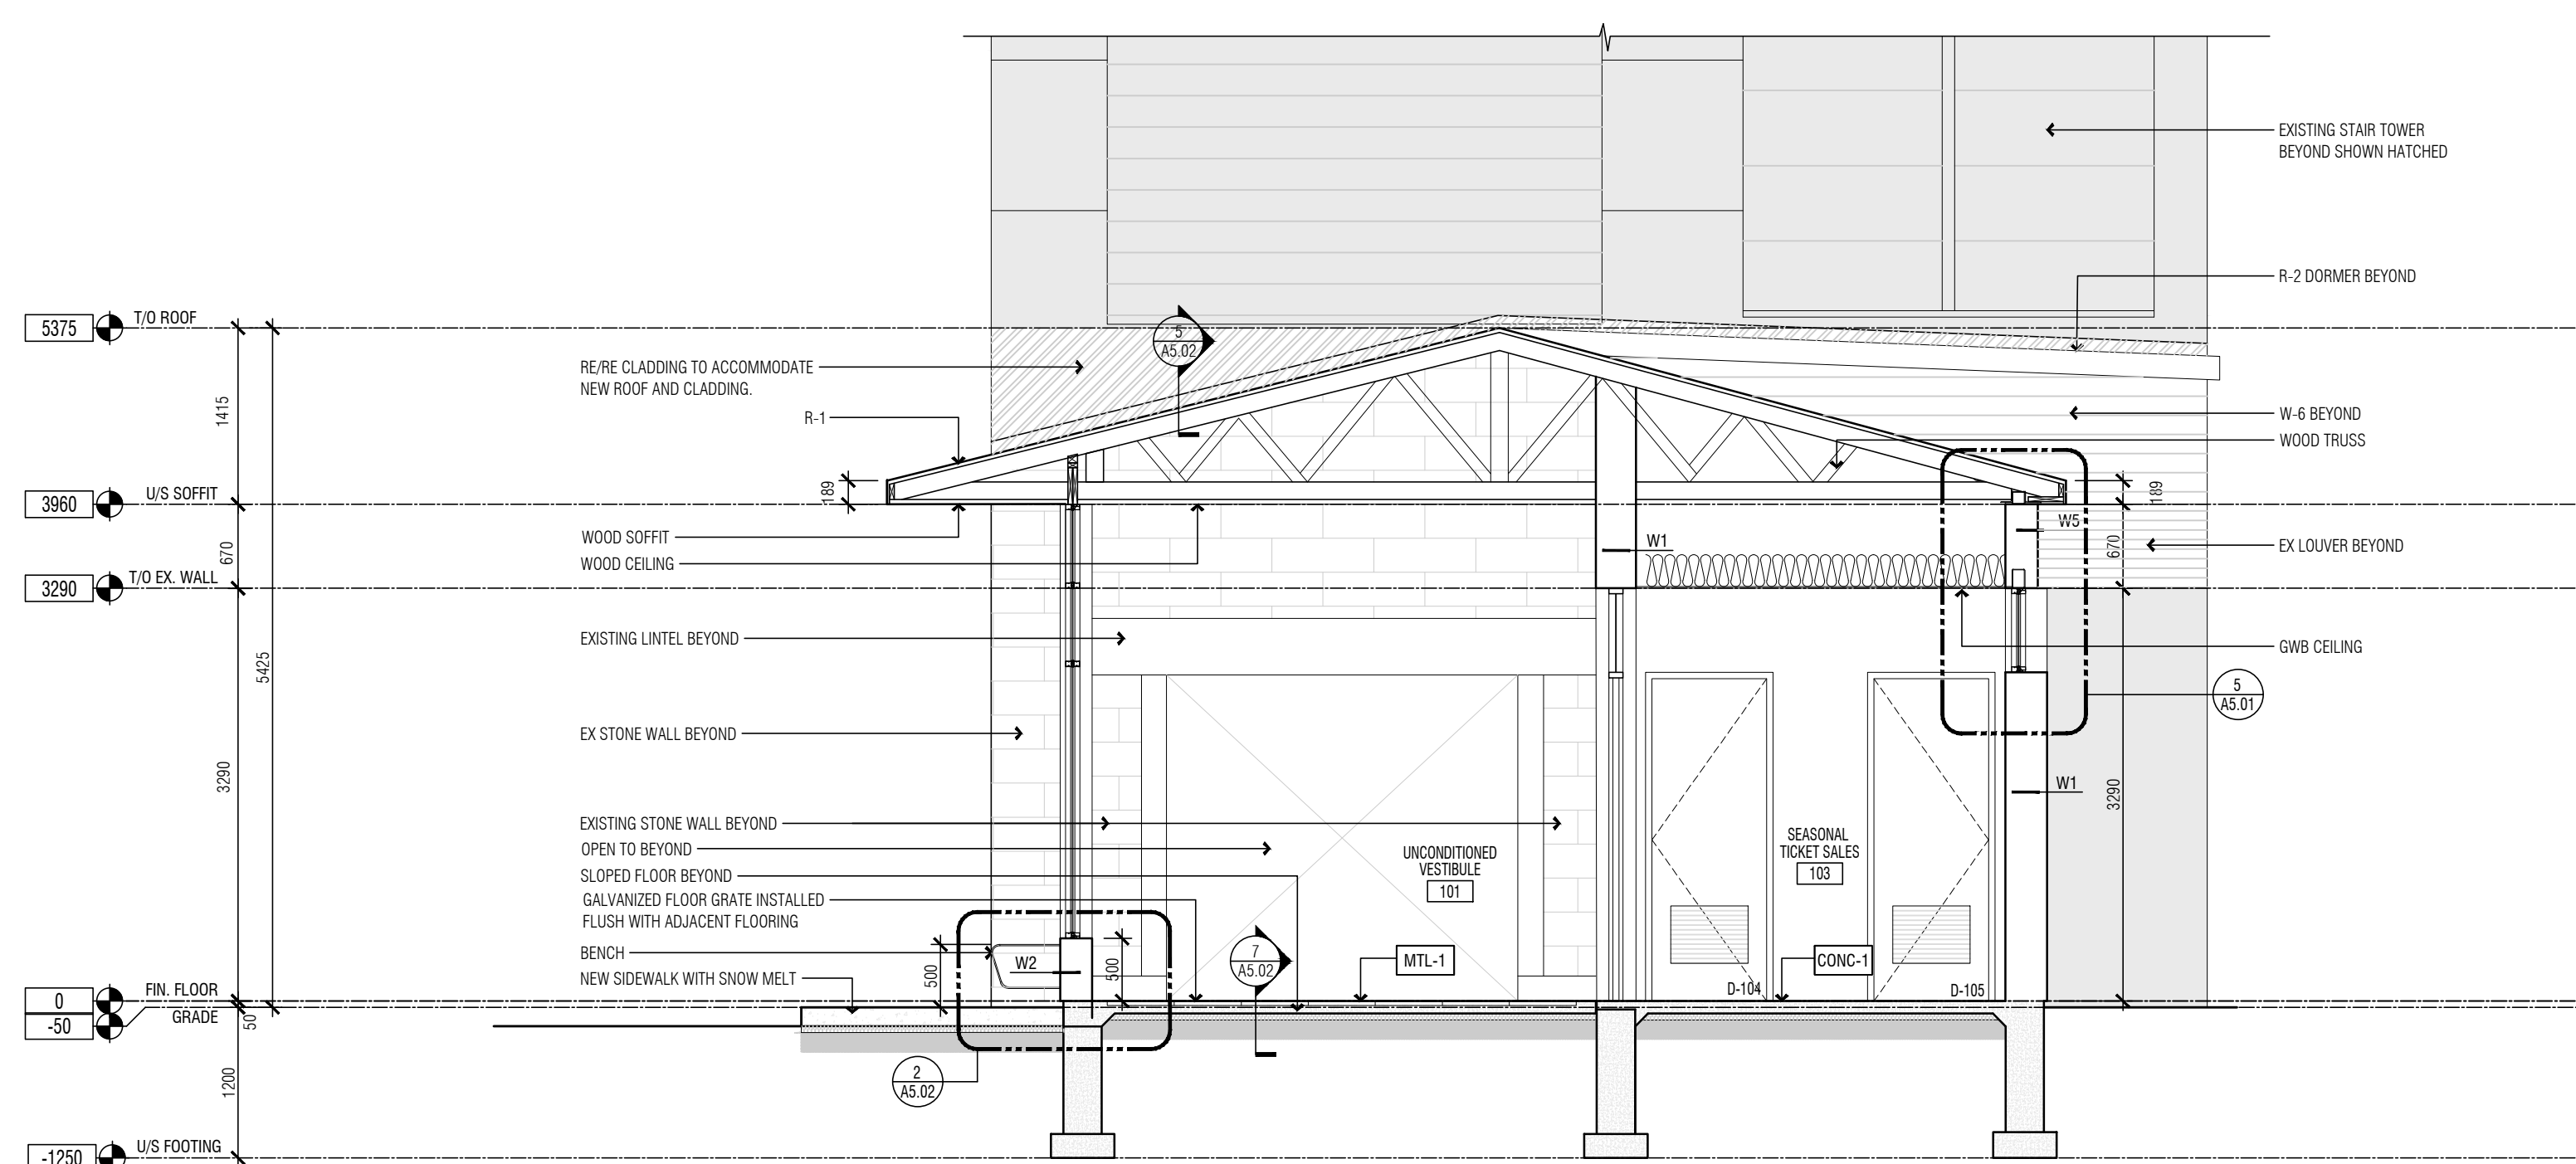 EXISTING STAIR TOWER
BEYOND SHOWN HATCHED
R-2 DORMER BEYOND
5375
T/O ROOF
5
A5.02
RE/RE CLADDING TO ACCOMMODATE
NEW ROOF AND CLADDING.
1415
R-1
W-6 BEYOND
WOOD TRUSS
189
189
3960
U/S SOFFIT
WOOD SOFFIT
WOOD CEILING
670
W1
W5
670
EX LOUVER BEYOND
3290
T/O EX. WALL
EXISTING LINTEL BEYOND
GWB CEILING
5425
5
A5.01
EX STONE WALL BEYOND
3290
3290
W1
EXISTING STONE WALL BEYOND
OPEN TO BEYOND
SLOPED FLOOR BEYOND
GALVANIZED FLOOR GRATE INSTALLED
FLUSH WITH ADJACENT FLOORING
UNCONDITIONED
VESTIBULE
101
SEASONAL
TICKET SALES
103
BENCH
NEW SIDEWALK WITH SNOW MELT
500
W2
500
7
A5.02
MTL-1
CONC-1
D-104
D-105
0
FIN. FLOOR
-50
GRADE
50
2
A5.02
1200
-1250
U/S FOOTING